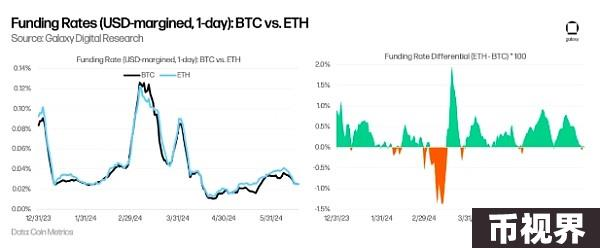 Funding Rates (USD-margined, 1-day): BTC vs. ETH
Source: Galaxy Digital Research
galaxy
Funding Rate (USD-margined, 1-day): BTC vs. ETH
BTC
ETH
0.14%
0.12%
0.10%
0.08%
0.06%
0.04%
0.02%
0.00%
12/31/23
1/31/24
2/29/24
3/31/24
4/30/24
5/31/24
Funding Rate Differential (ETH - BTC) * 100
2.0%
1.5%
1.0%
0.5%
0.0%
-0.5%
-1.0%
-1.5%
12/31/23
1/31/24
2/29/24
3/31
Data: Coin Metrics
币视界